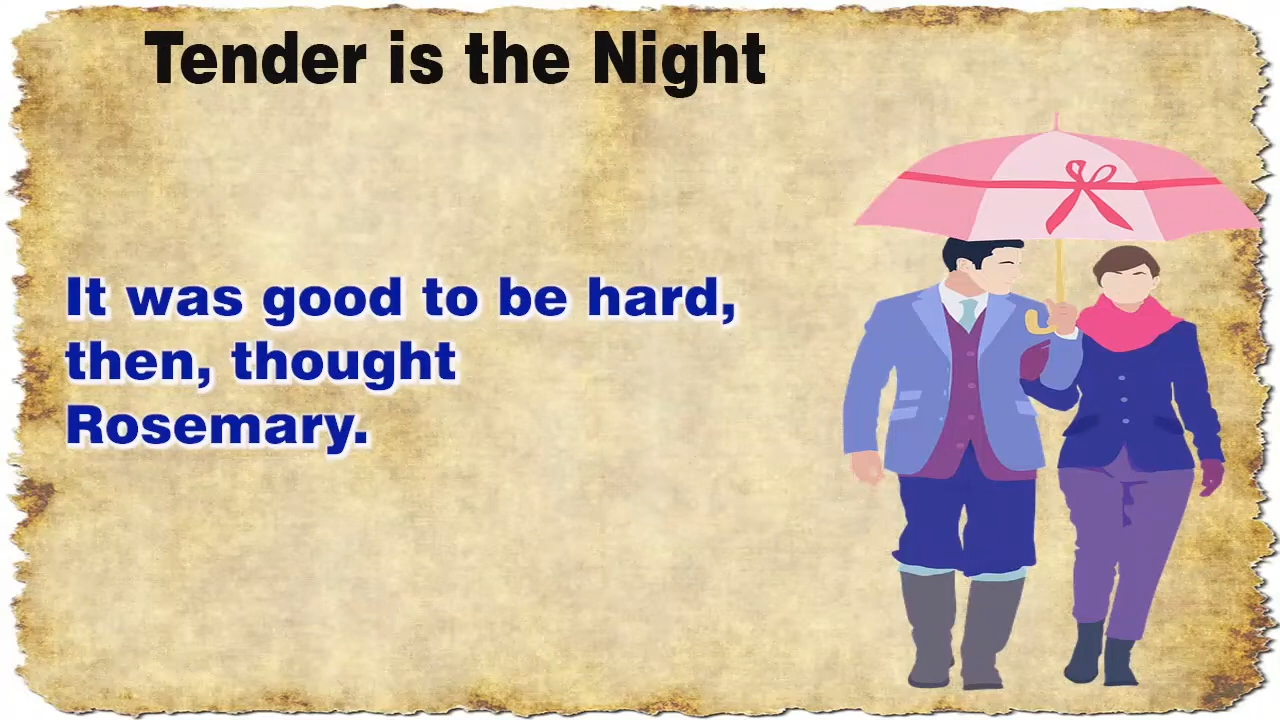 Tender is the Night
It was good to be hard,
then, thought
Rosemary.